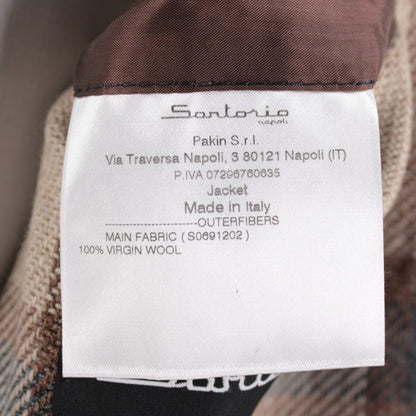 Sartorio
napoli
Pakin S.r.l.
Via Traversa Napoli, 3 80121 Napoli (IT)
P.IVA 07296760635
Jacket
Made in Italy
--------------------OUTERFIBERS
MAIN FABRIC ( S0691202 )
100% VIRGIN WOOL